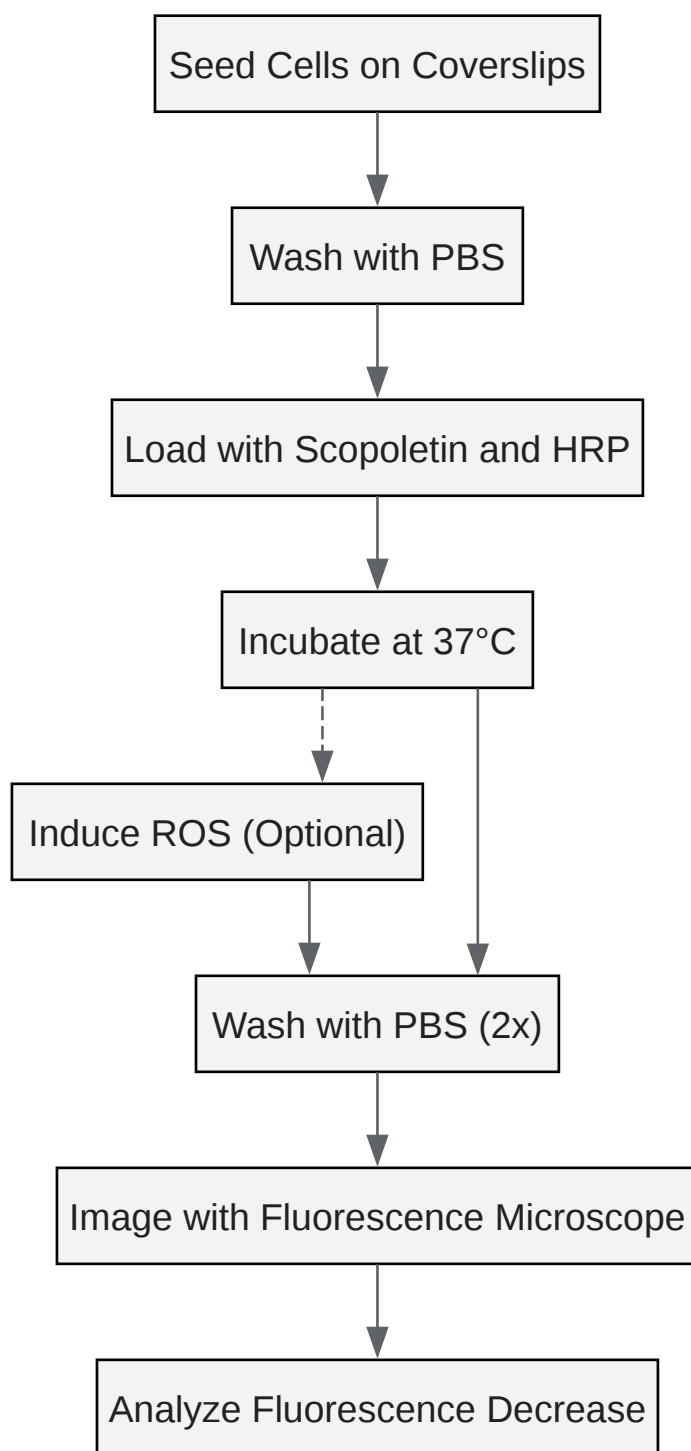 Seed Cells on Coverslips
Wash with PBS
Load with Scopoletin and HRP
Incubate at 37°C
Induce ROS (Optional)
Wash with PBS (2x)
Image with Fluorescence Microscope
Analyze Fluorescence Decrease